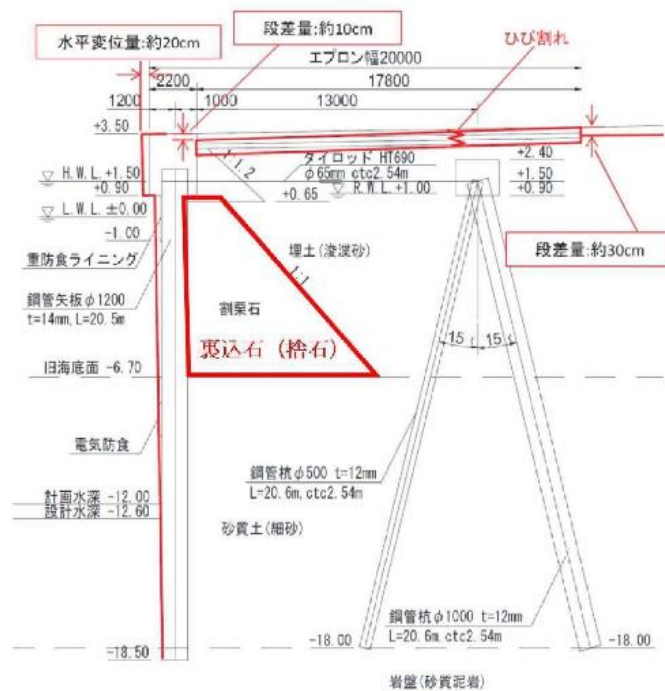 水平変位量:約20cm
段差量:約10cm
ひび割れ
エプロン幅20000
2200
17800
1200
1000
13000
+3.50
1:1.2
タイロッド HT690
φ65mm ctc2.54m
+2.40
H.W.L.+1.50
+0.90
+0.65
R.W.L.+1.00
+1.50
+0.90
L.W.L.±0.00
-1.00
段差量:約30cm
重防食ライニング
埋土(浚渫砂)
1:1
鋼管矢板φ1200
t=14mm,L=20.5m
割栗石
裏込石(捨石)
15
15
旧海底面 -6.70
電気防食
鋼管杭φ500 t=12mm
L=20.6m,ctc2.54m
計画水深 -12.00
設計水深 -12.60
砂質土(細砂)
鋼管杭φ1000 t=12mm
L=20.6m,ctc2.54m
-18.00
-18.00
-18.50
岩盤(砂質泥岩)